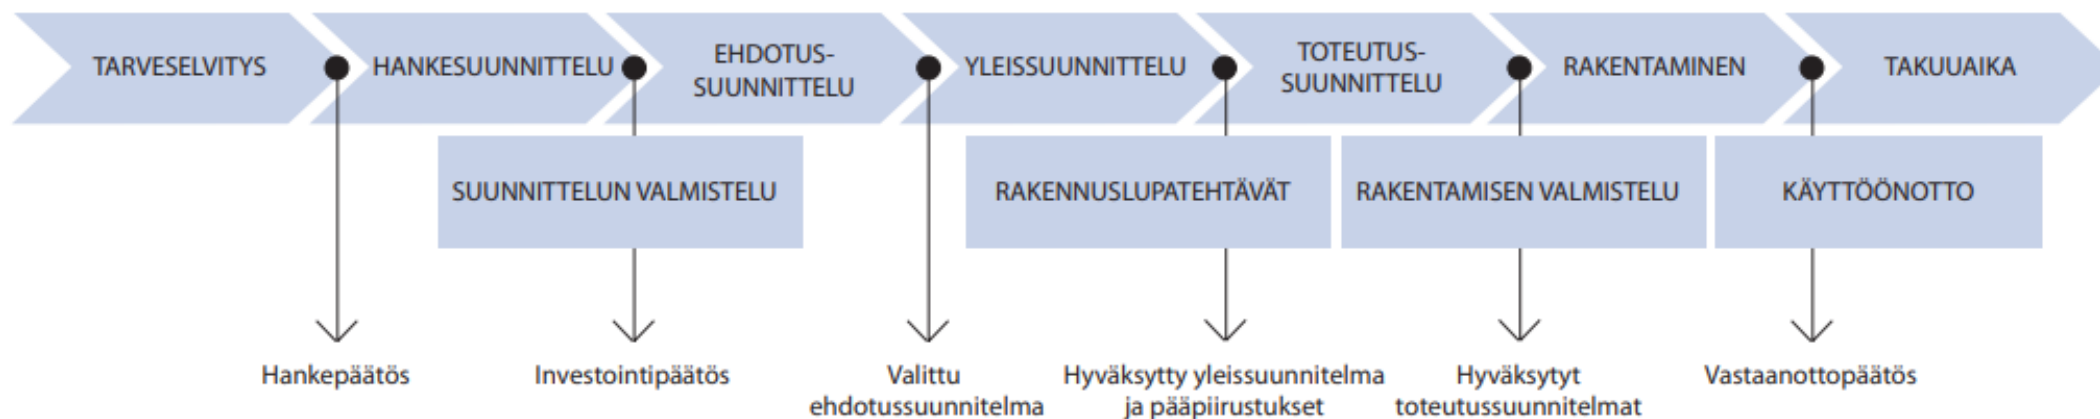 TARVESELVITYS
HANKESUUNNITTELU
EHDOTUS-
SUUNNITTELU
YLEISSUUNNITTELU
TOTEUTUS-
SUUNNITTELU
RAKENTAMINEN
TAKUUAIKA
SUUNNITTELUN VALMISTELU
RAKENNUSLUPATEHTÄVÄT
RAKENTAMISEN VALMISTELU
KÄYTTÖÖNOTTO
Hankepäätös
Investointipäätös
Valittu
ehdotussuunnitelma
Hyväksytty yleissuunnitelma
ja pääpiirustukset
Hyväksytyt
toteutussuunnitelmat
Vastaanottopäätös